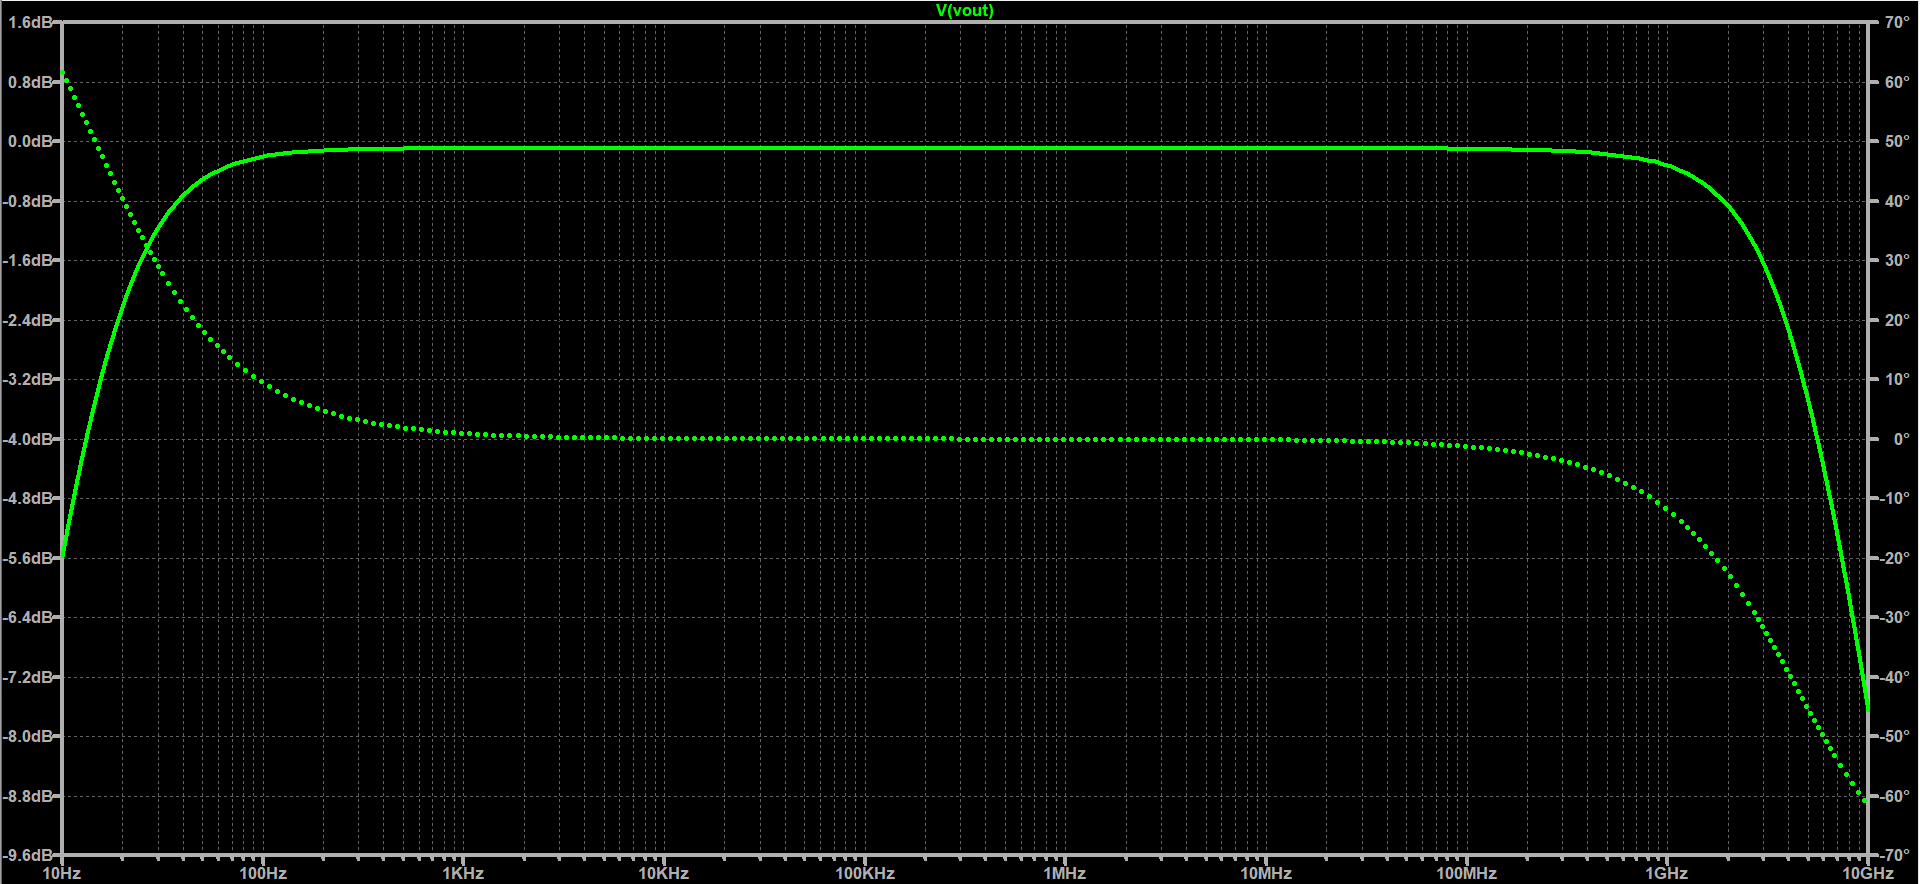 V(vout)
1.6dB
0.8dB
0.0dB
-0.8dB
-1.6dB
-2.4dB
-3.2dB
-4.0dB
-4.8dB
-5.6dB
-6.4dB
-7.2dB
-8.0dB
-8.8dB
-9.6dB
70°
60°
50°
40°
30°
20°
10°
0°
-10°
-20°
-30°
-40°
-50°
-60°
-70°
10Hz 100Hz 1KHz 10KHz 100KHz 1MHz 10MHz 100MHz 1GHz 10GHz